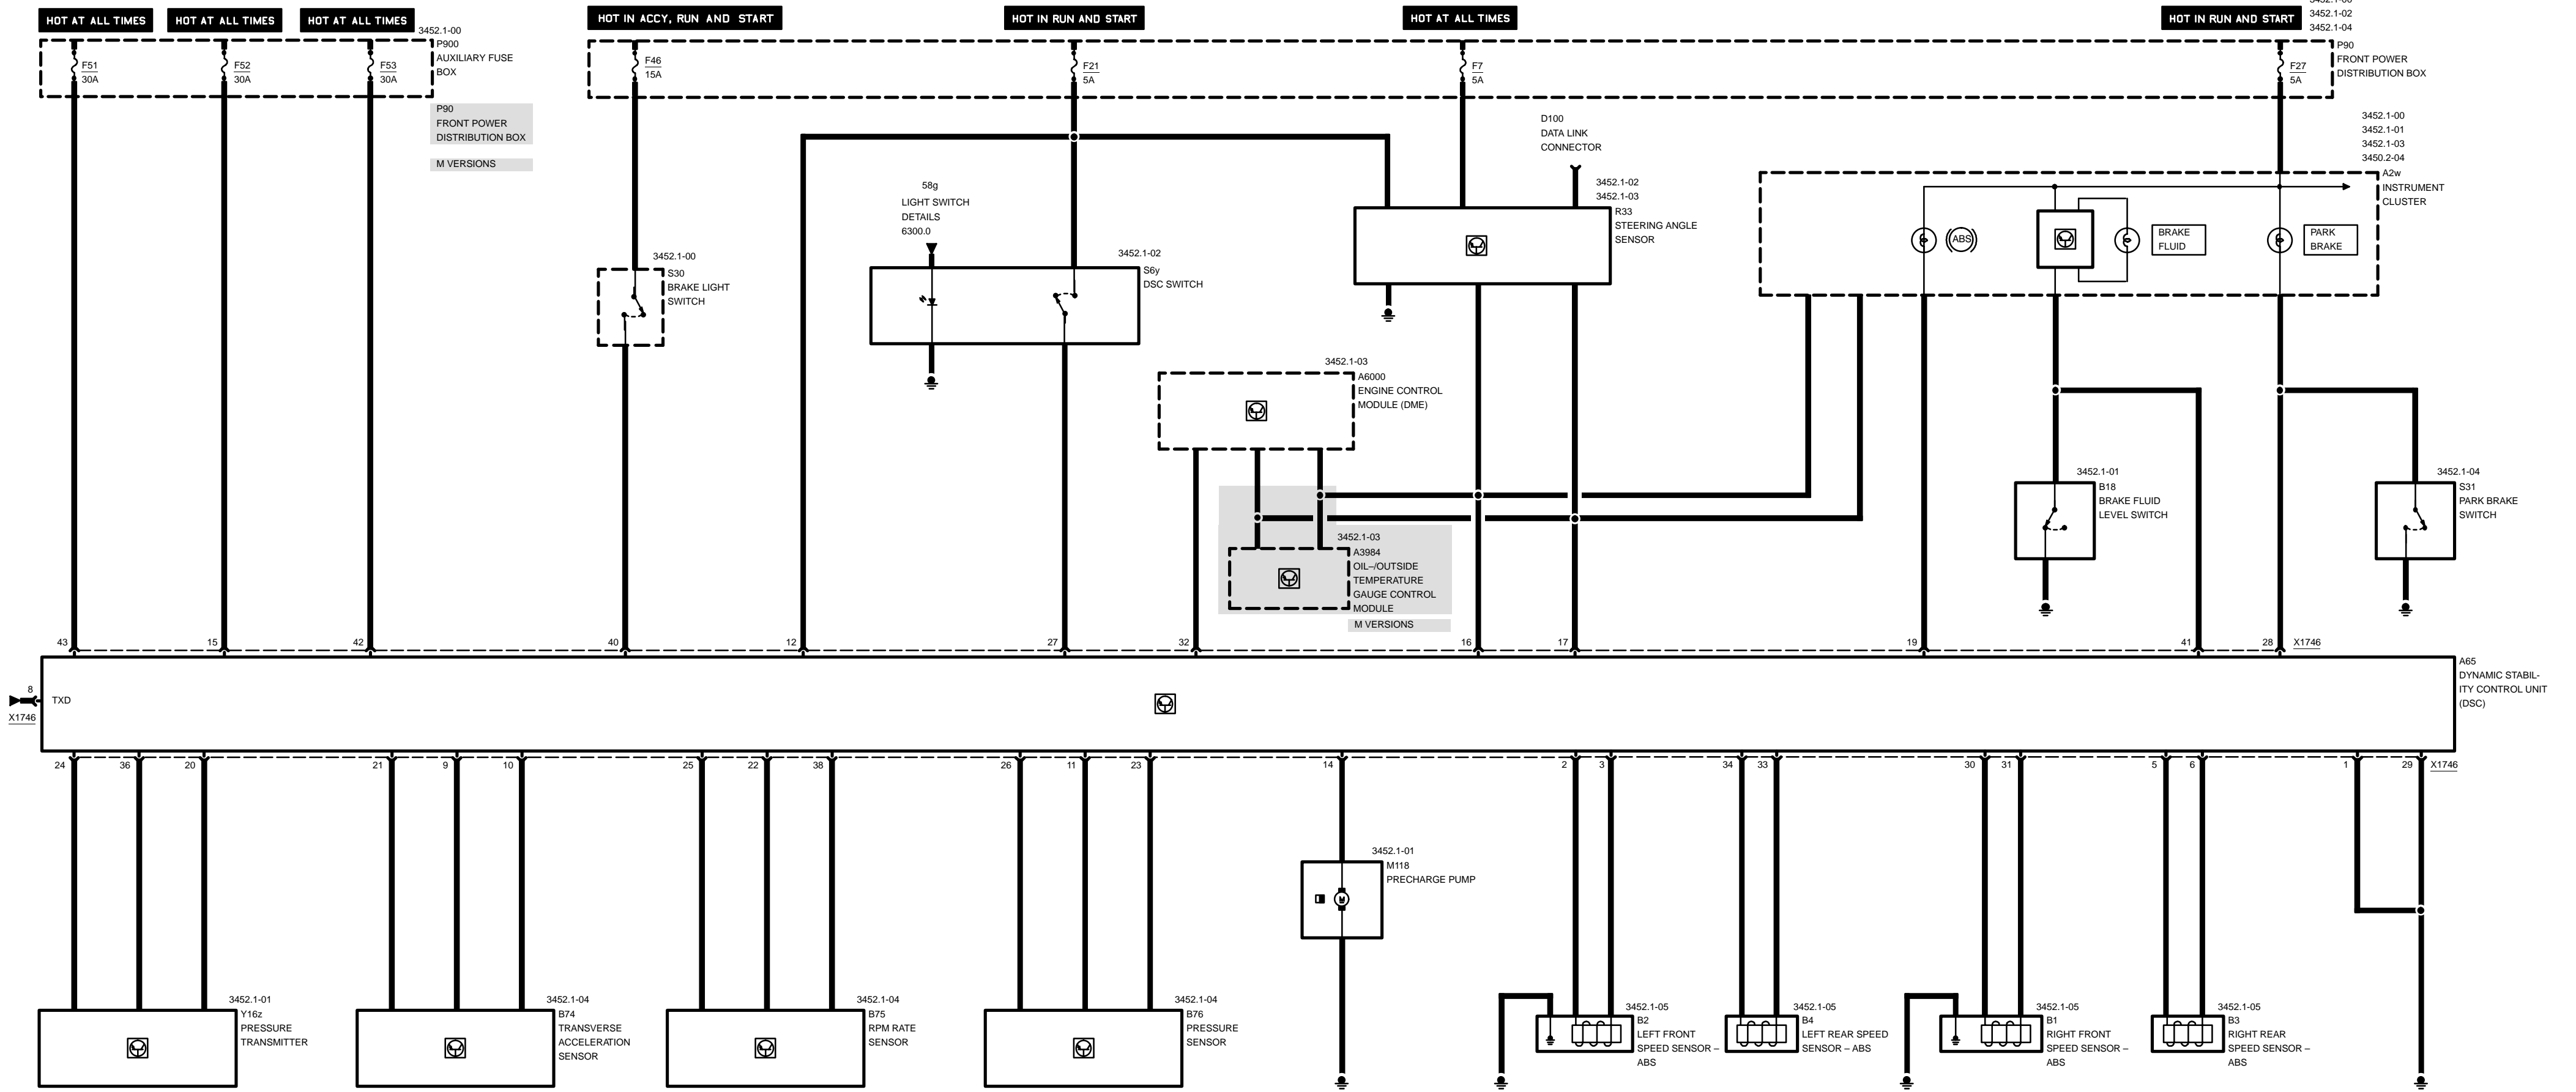 HOT AT ALL TIMES
HOT AT ALL TIMES
HOT AT ALL TIMES
HOT IN ACCY, RUN AND START
HOT IN RUN AND START
HOT AT ALL TIMES
HOT IN RUN AND START
3452.1-00
3452.1-02
3452.1-04
3452.1-00
P900
AUXILIARY FUSE
BOX
F51
30A
F52
30A
F53
30A
P90
FRONT POWER
DISTRIBUTION BOX
M VERSIONS
F46
15A
F21
5A
F7
5A
F27
5A
P90
FRONT POWER
DISTRIBUTION BOX
D100
DATA LINK
CONNECTOR
3452.1-00
3452.1-01
3452.1-03
3450.2-04
A2w
INSTRUMENT
CLUSTER
58g
LIGHT SWITCH
DETAILS
6300.0
3452.1-02
3452.1-03
R33
STEERING ANGLE
SENSOR
ABS
BRAKE
FLUID
PARK
BRAKE
3452.1-00
S30
BRAKE LIGHT
SWITCH
3452.1-02
S6y
DSC SWITCH
3452.1-03
A6000
ENGINE CONTROL
MODULE (DME)
3452.1-03
A3984
OIL–/OUTSIDE
TEMPERATURE
GAUGE CONTROL
MODULE
M VERSIONS
3452.1-01
B18
BRAKE FLUID
LEVEL SWITCH
3452.1-04
S31
PARK BRAKE
SWITCH
43
15
42
40
12
27
32
16
17
19
41
28
X1746
8
X1746
TXD
A65
DYNAMIC STABIL-
ITY CONTROL UNIT
(DSC)
24
36
20
21
9
10
25
22
38
26
11
23
14
2
3
34
33
30
31
5
6
1
29
X1746
3452.1-01
M118
PRECHARGE PUMP
3452.1-01
Y16z
PRESSURE
TRANSMITTER
3452.1-04
B74
TRANSVERSE
ACCELERATION
SENSOR
3452.1-04
B75
RPM RATE
SENSOR
3452.1-04
B76
PRESSURE
SENSOR
3452.1-05
B2
LEFT FRONT
SPEED SENSOR –
ABS
3452.1-05
B4
LEFT REAR SPEED
SENSOR – ABS
3452.1-05
B1
RIGHT FRONT
SPEED SENSOR –
ABS
3452.1-05
B3
RIGHT REAR
SPEED SENSOR –
ABS